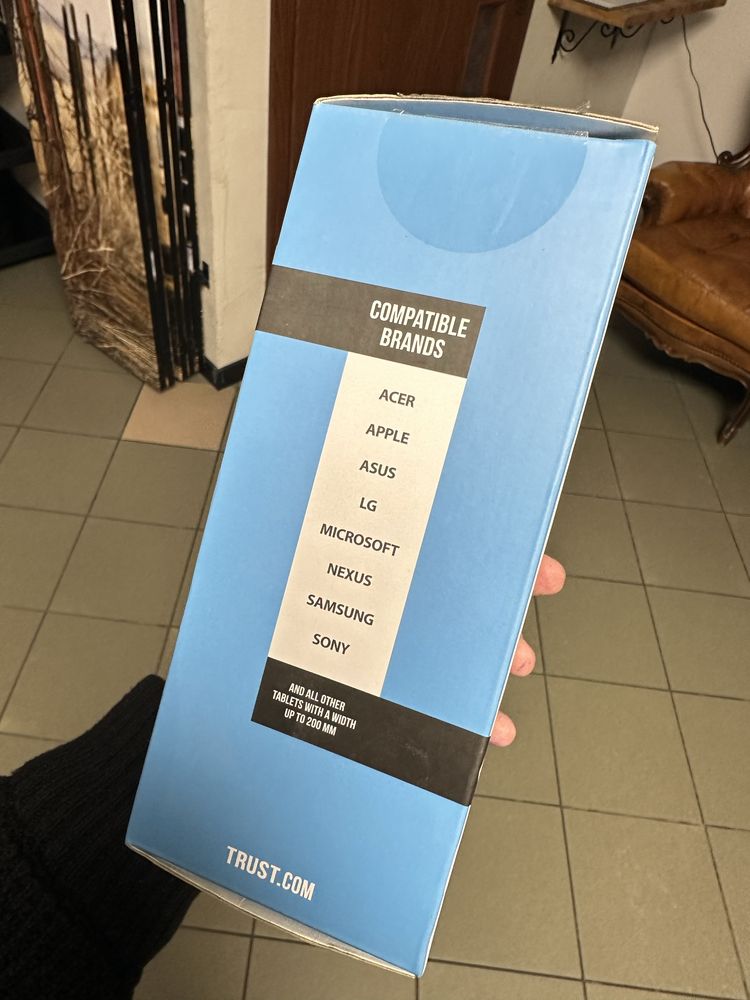 COMPATIBLE
BRANDS
ACER
APPLE
ASUS
LG
MICROSOFT
NEXUS
SAMSUNG
SONY
AND ALL OTHER
TABLETS WITH A WIDTH
UP TO 200 MM
TRUST.COM